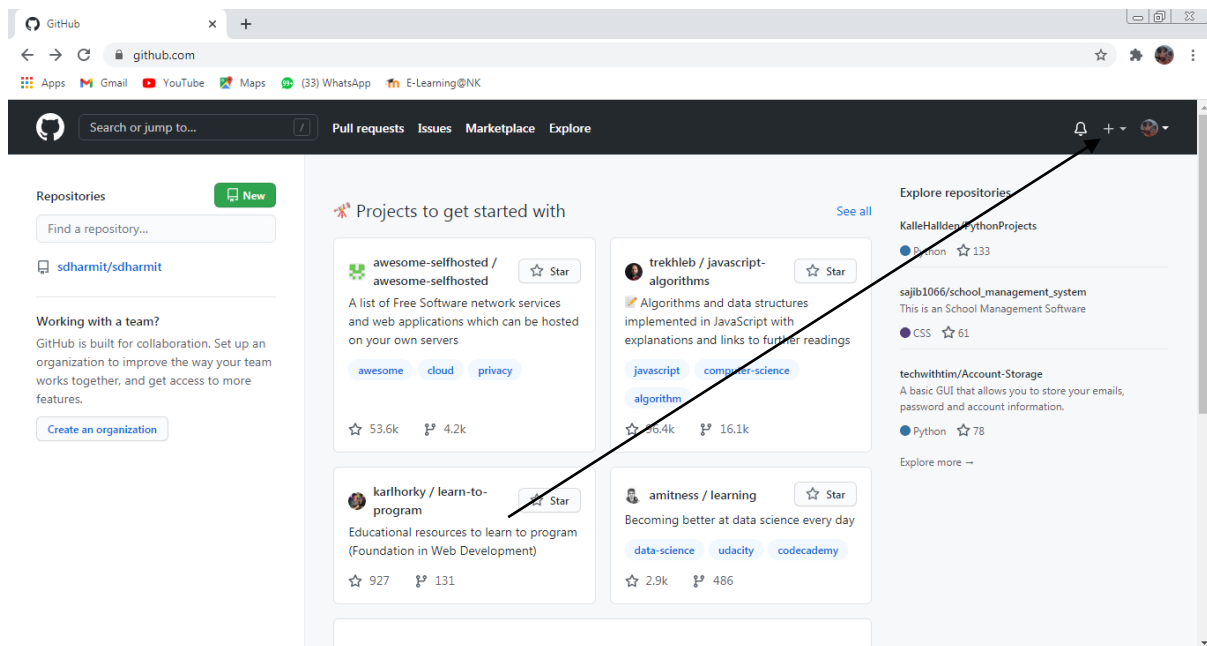 GitHub
github.com
Apps Gmail YouTube Maps (33) WhatsApp E-Learning@NK
Search or jump to... / Pull requests Issues Marketplace Explore
Repositories New
Find a repository...
sdharmit/sdharmit
Working with a team?
GitHub is built for collaboration. Set up an
organization to improve the way your team
works together, and get access to more
features.
Create an organization
Projects to get started with See all
awesome-selfhosted /
awesome-selfhosted
Star
A list of Free Software network services
and web applications which can be hosted
on your own servers
awesome cloud privacy
53.6k 4.2k
trekhleb / javascript-
algorithms
Star
Algorithms and data structures
implemented in JavaScript with
explanations and links to further readings
javascript computer-science
algorithm
96.4k 16.1k
karlhorky / learn-to-
program
Star
Educational resources to learn to program
(Foundation in Web Development)
927 131
amitness / learning
Star
Becoming better at data science every day
data-science udacity codecademy
2.9k 486
Explore repositories
KalleHallden/PythonProjects
Python 133
sajib1066/school_management_system
This is an School Management Software
CSS 61
techwithtim/Account-Storage
A basic GUI that allows you to store your emails,
password and account information.
Python 78
Explore more →